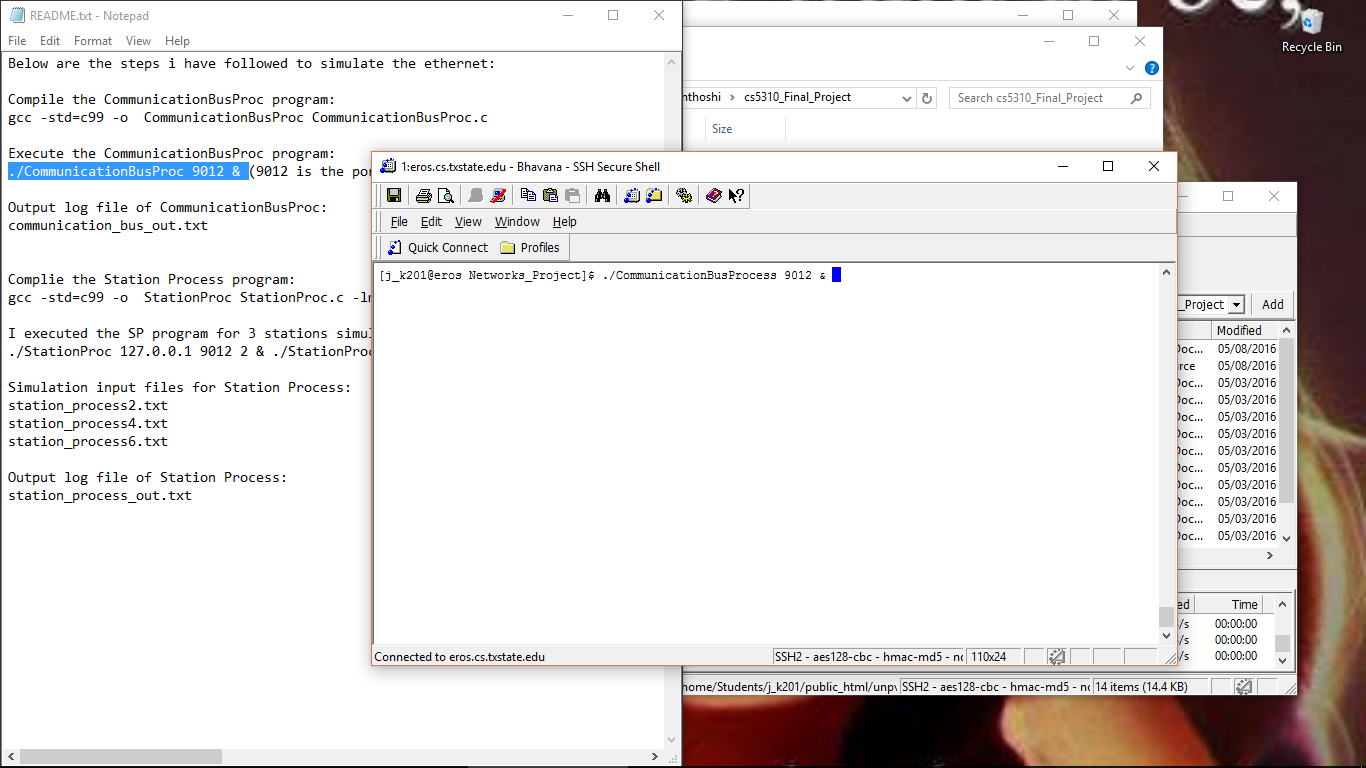 README.txt - Notepad
File Edit Format View Help
Below are the steps i have followed to simulate the ethernet:
Compile the CommunicationBusProc program:
gcc -std=c99 -o  CommunicationBusProc CommunicationBusProc.c
Execute the CommunicationBusProc program:
./CommunicationBusProc 9012 & (9012 is the por
Output log file of CommunicationBusProc:
communication_bus_out.txt
Complie the Station Process program:
gcc -std=c99 -o  StationProc StationProc.c -lm
I executed the SP program for 3 stations simul
./StationProc 127.0.0.1 9012 2 & ./StationProc
Simulation input files for Station Process:
station_process2.txt
station_process4.txt
station_process6.txt
Output log file of Station Process:
station_process_out.txt
nthoshi > cs5310_Final_Project
Search cs5310_Final_Project
Size
Recycle Bin
1:eros.cs.txstate.edu - Bhavana - SSH Secure Shell
File Edit View Window Help
Quick Connect Profiles
[j_k201@eros Networks_Project]$ ./CommunicationBusProcess 9012 &
Connected to eros.cs.txstate.edu
SSH2 - aes128-cbc - hmac-md5 - nc
110x24
_Project Add
Modified
Doc... 05/08/2016
rce 05/08/2016
Doc... 05/03/2016
Doc... 05/03/2016
Doc... 05/03/2016
Doc... 05/03/2016
Doc... 05/03/2016
Doc... 05/03/2016
Doc... 05/03/2016
Doc... 05/03/2016
Doc... 05/03/2016
Doc... 05/03/2016
ed Time
/s 00:00:00
/s 00:00:00
/s 00:00:00
home/Students/j_k201/public_html/unpv
SSH2 - aes128-cbc - hmac-md5 - nc
14 items (14.4 KB)